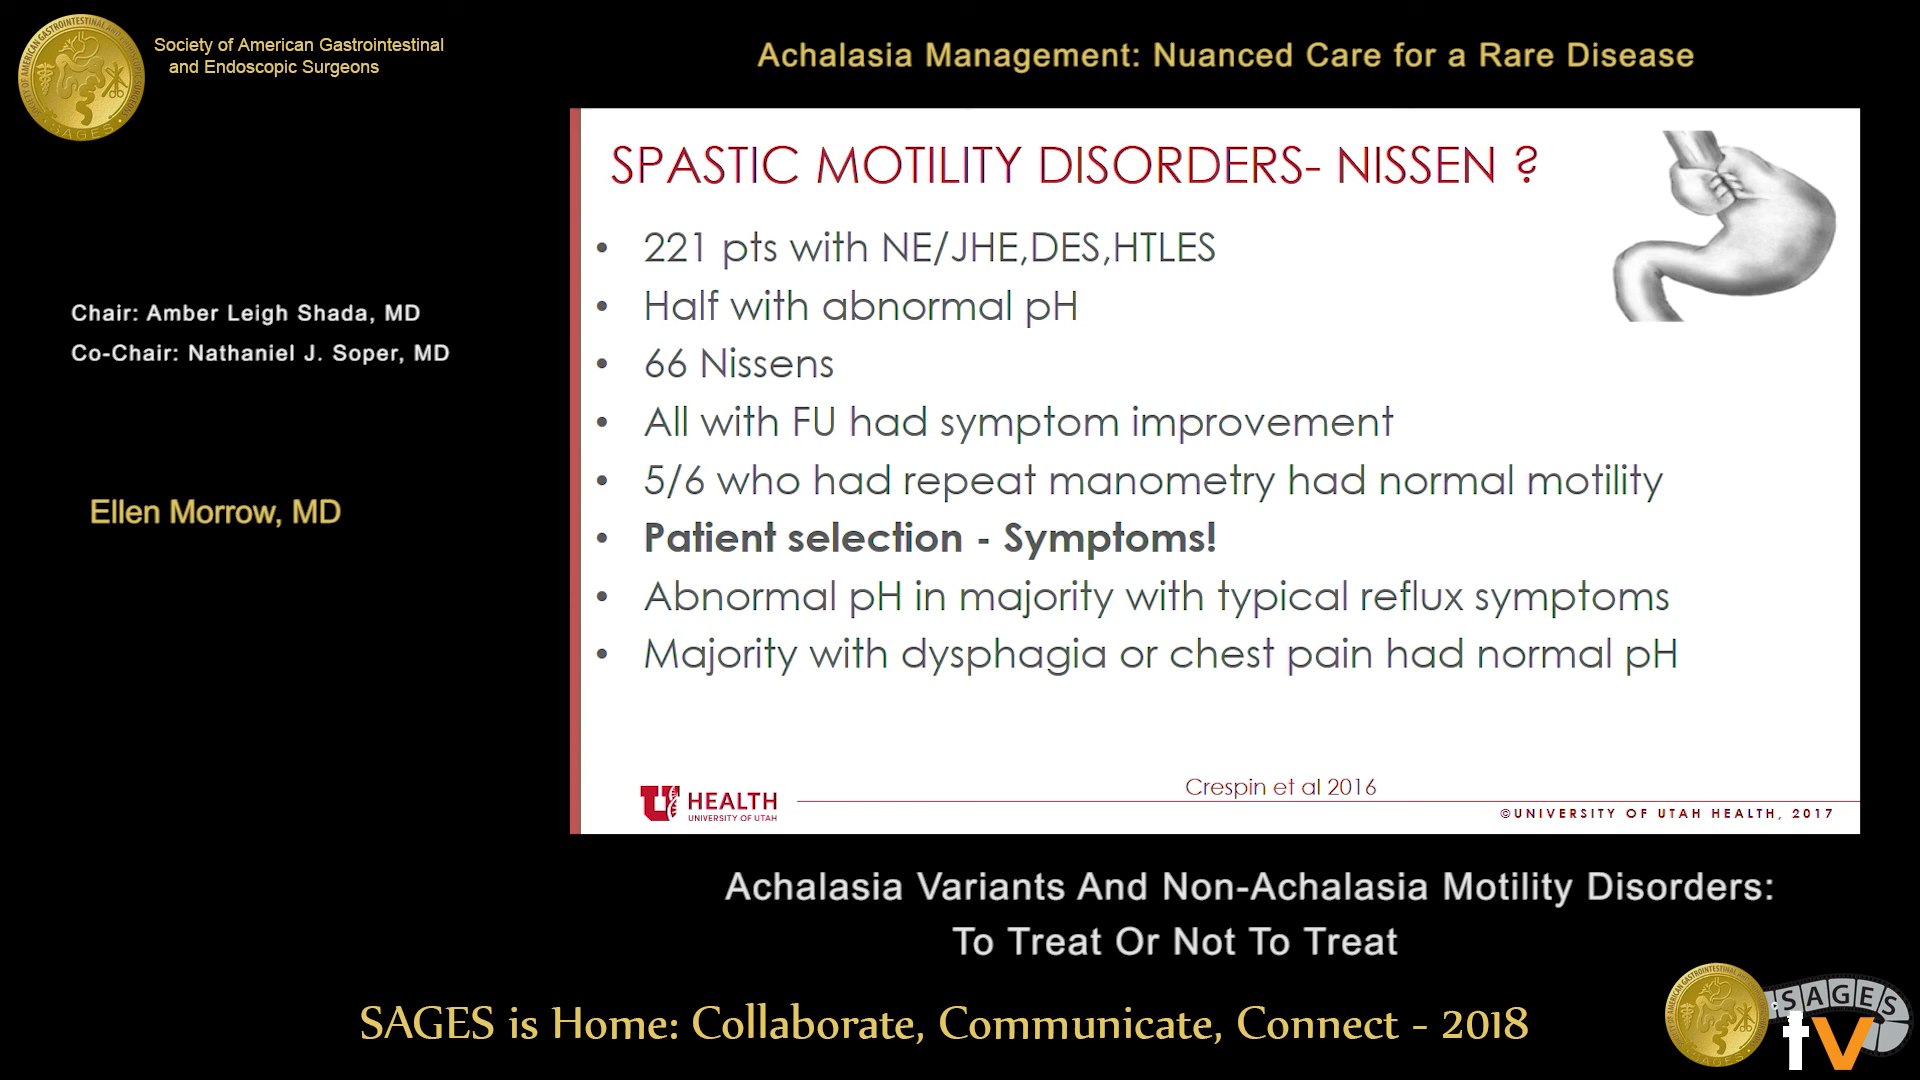 Society of American Gastrointestinal
and Endoscopic Surgeons
Achalasia Management: Nuanced Care for a Rare Disease
SPASTIC MOTILITY DISORDERS- NISSEN ?
• 221 pts with NE/JHE,DES,HTLES
• Half with abnormal pH
• 66 Nissens
• All with FU had symptom improvement
• 5/6 who had repeat manometry had normal motility
• Patient selection - Symptoms!
• Abnormal pH in majority with typical reflux symptoms
• Majority with dysphagia or chest pain had normal pH
Chair: Amber Leigh Shada, MD
Co-Chair: Nathaniel J. Soper, MD
Ellen Morrow, MD
Crespin et al 2016
U HEALTH
UNIVERSITY OF UTAH
©UNIVERSITY OF UTAH HEALTH, 2017
Achalasia Variants And Non-Achalasia Motility Disorders:
To Treat Or Not To Treat
SAGES is Home: Collaborate, Communicate, Connect - 2018
SAGES
tv